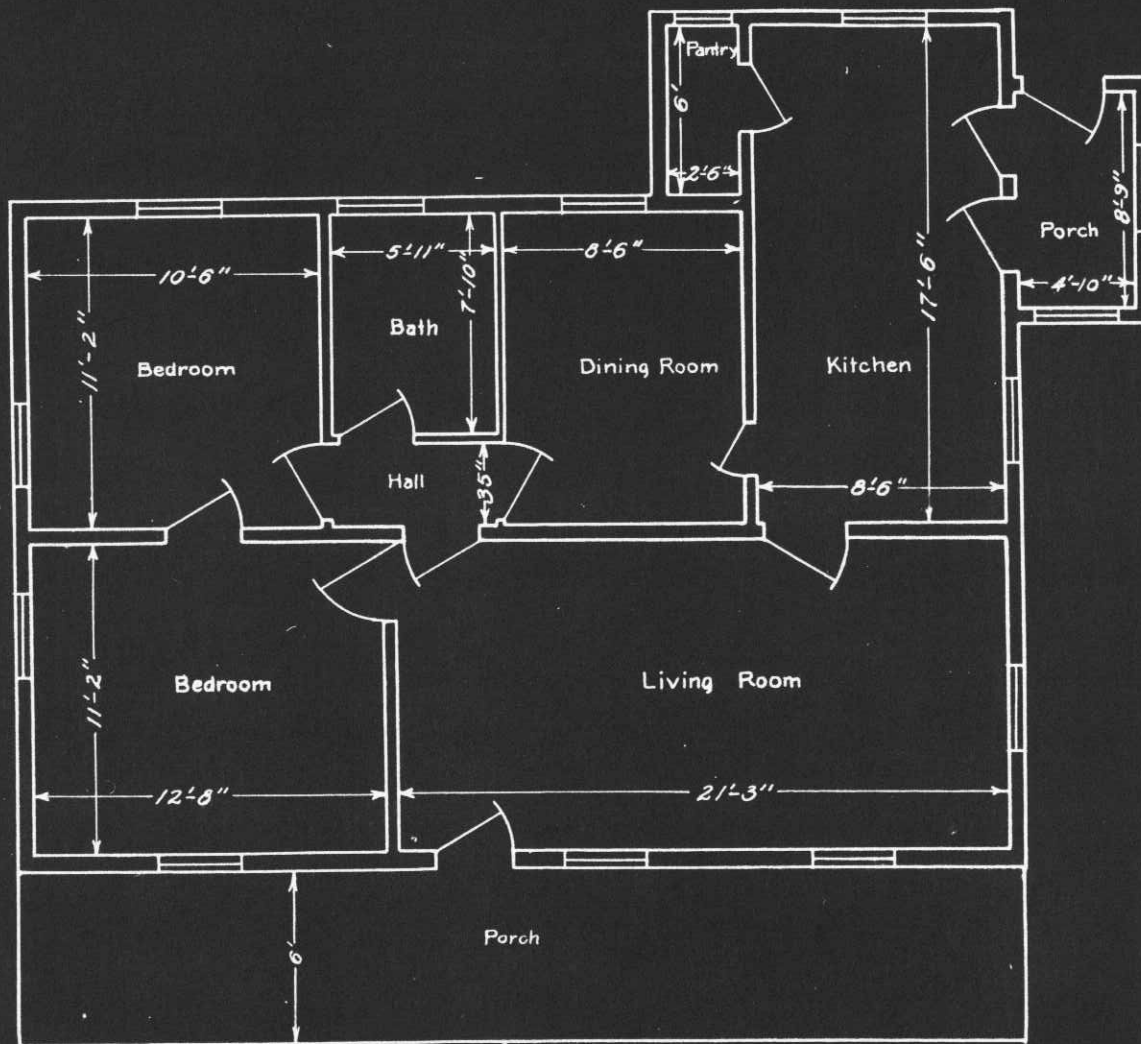 Pantry
6'
2'-6"
17'-6"
8'-9"
Porch
4'-10"
10'-6"
5'-11"
7'-10"
8'-6"
11'-2"
Bath
Bedroom
Dining Room
Kitchen
Hall
35"
8'-6"
11'-2"
Bedroom
Living Room
12'-8"
21'-3"
Porch
6'